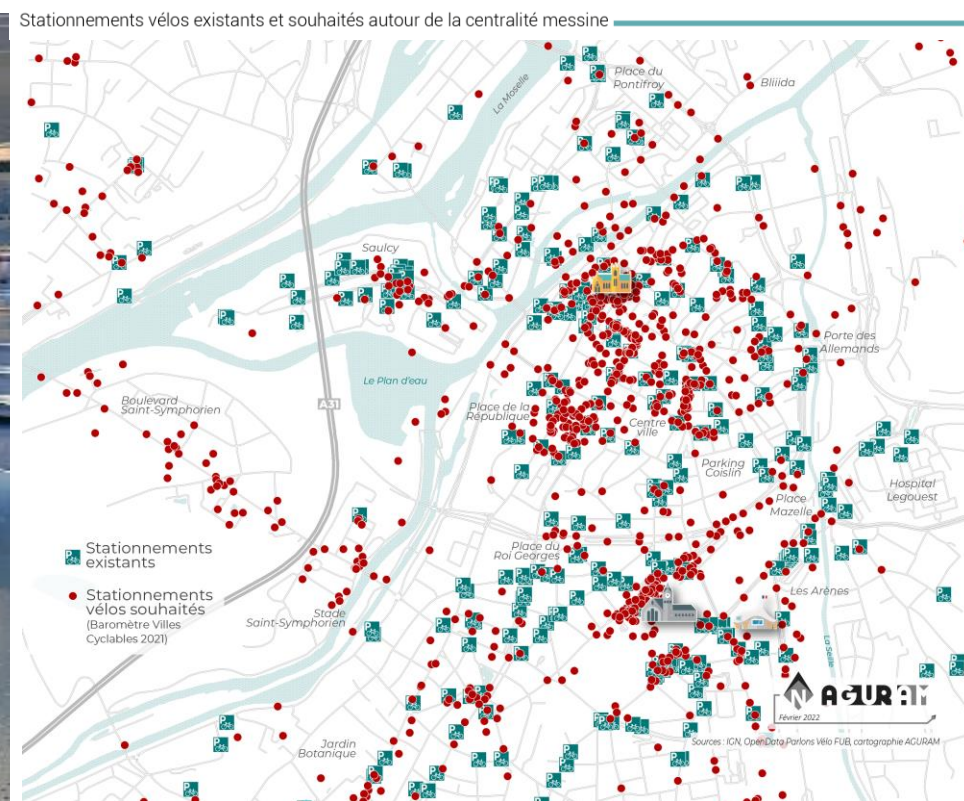 Stationnements vélos existants et souhaités autour de la centralité messine
Place du
Pontifroy
Bliiida
La Moselle
Saulcy
Porte des
Allemands
Le Plan d'eau
A31
Boulevard
Saint-Symphorien
Place de la
République
Centre
ville
Parking
Coislin
Hospital
Legouest
Place
Mazelle
Place du
Roi Georges
Stationnements
existants
Stationnements
vélos souhaités
(Baromètre Villes
Cyclables 2021)
Les Arènes
Stade
Saint-Symphorien
La Seille
Jardin
Botanique
N AGURAM
Février 2022
Sources : IGN, OpenData Parlons Vélo FUB, cartographie AGURAM